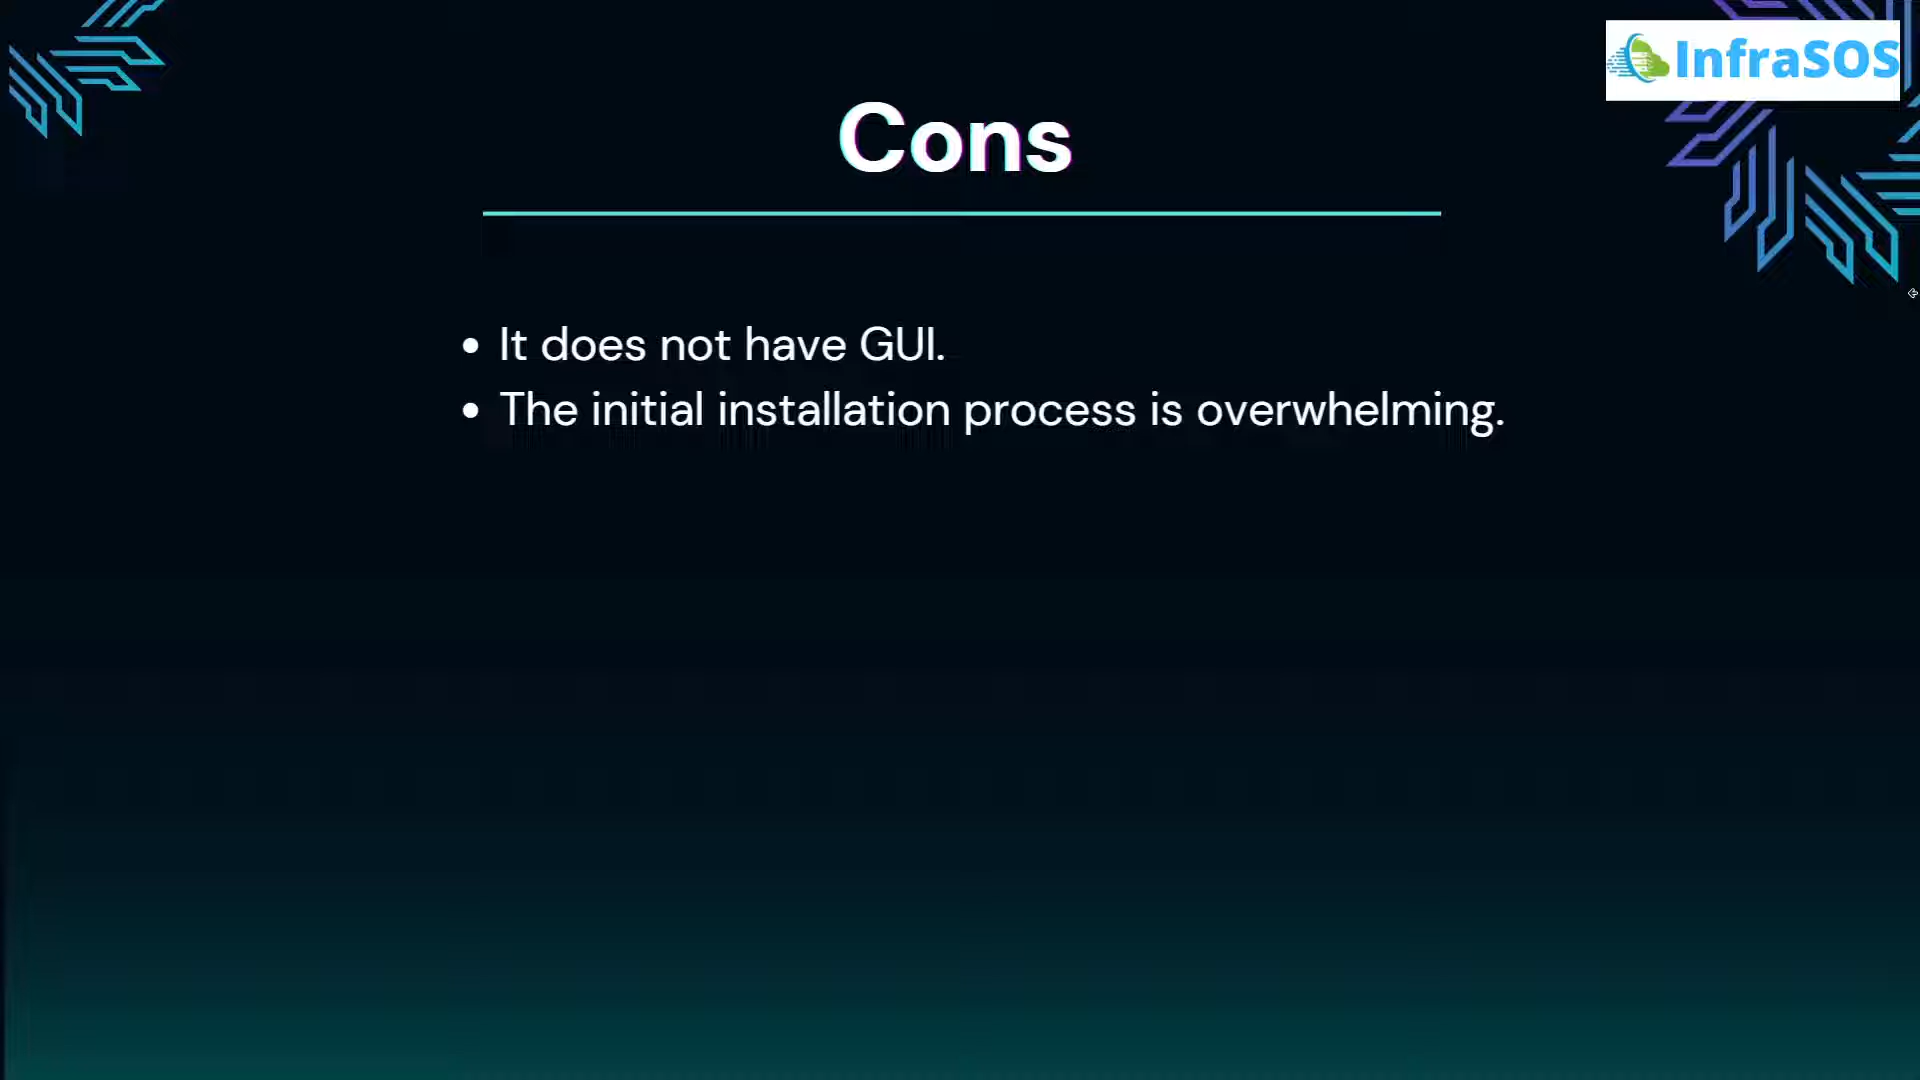 InfraSOS
Cons
• It does not have GUI.
• The initial installation process is overwhelming.